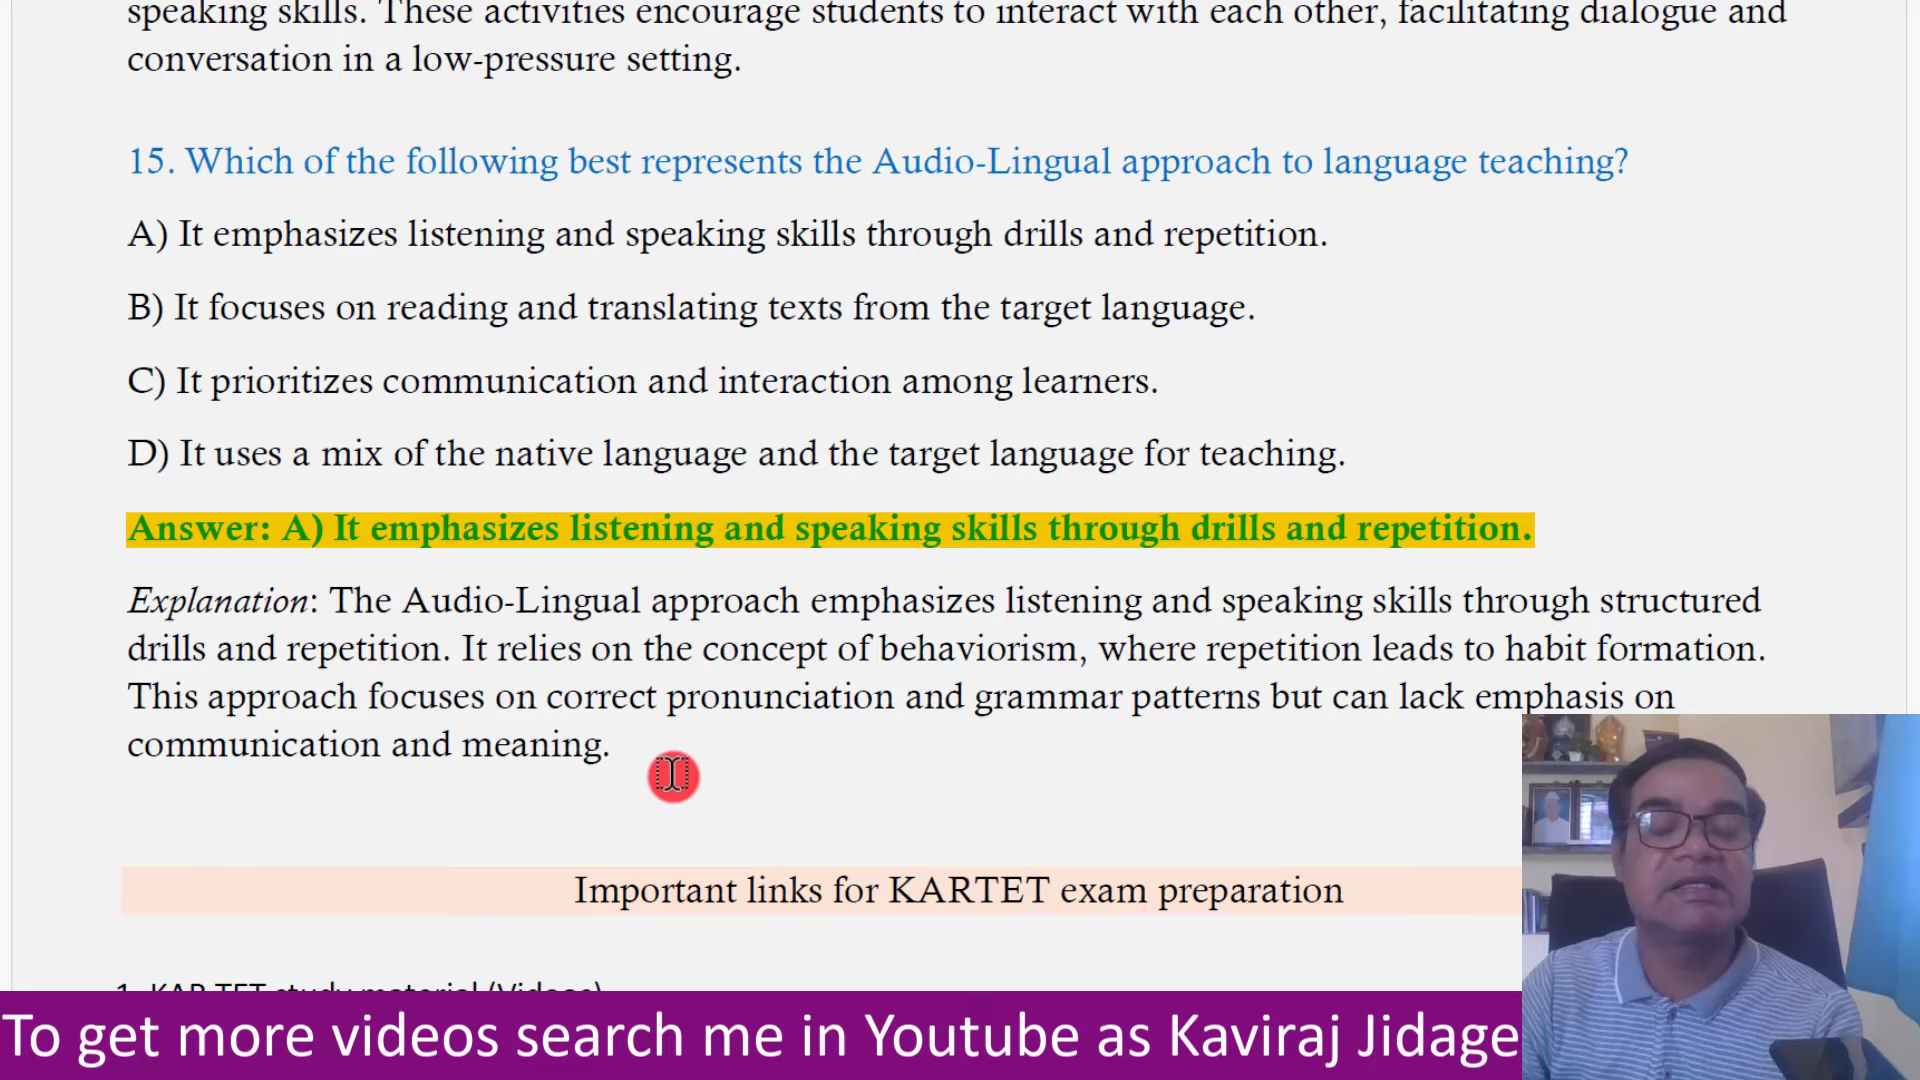 speaking skills. These activities encourage students to interact with each other, facilitating dialogue and
conversation in a low-pressure setting.
15. Which of the following best represents the Audio-Lingual approach to language teaching?
A) It emphasizes listening and speaking skills through drills and repetition.
B) It focuses on reading and translating texts from the target language.
C) It prioritizes communication and interaction among learners.
D) It uses a mix of the native language and the target language for teaching.
Answer: A) It emphasizes listening and speaking skills through drills and repetition.
Explanation: The Audio-Lingual approach emphasizes listening and speaking skills through structured
drills and repetition. It relies on the concept of behaviorism, where repetition leads to habit formation.
This approach focuses on correct pronunciation and grammar patterns but can lack emphasis on
communication and meaning.
Important links for KARTET exam preparation
1. KAR TET study material (Videos)
To get more videos search me in Youtube as Kaviraj Jidage